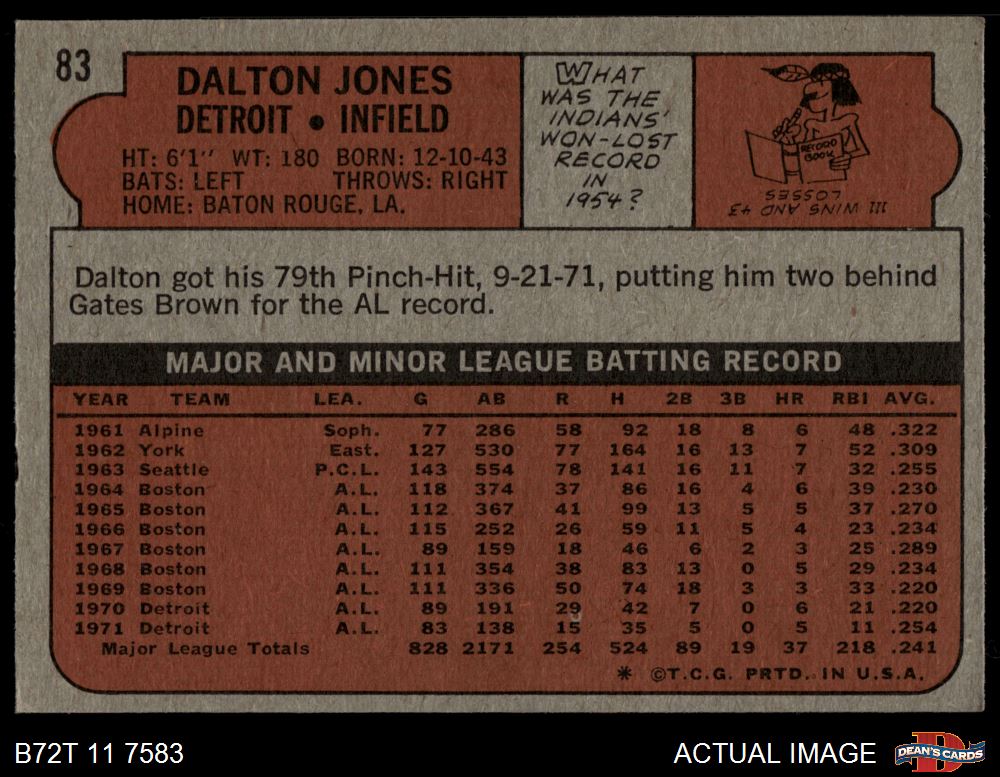 83
DALTON JONES
DETROIT • INFIELD
HT: 6'1" WT: 180 BORN: 12-10-43
BATS: LEFT THROWS: RIGHT
HOME: BATON ROUGE, LA.
WHAT
WAS THE
INDIANS'
WON-LOST
RECORD
IN
1954?
RECORD
BOOK
111 WINS AND 43
LOSSES
Dalton got his 79th Pinch-Hit, 9-21-71, putting him two behind
Gates Brown for the AL record.
MAJOR AND MINOR LEAGUE BATTING RECORD
YEAR TEAM LEA. G AB R H 2B 3B HR RBI AVG.
1961 Alpine Soph. 77 286 58 92 18 8 6 48 .322
1962 York East. 127 530 77 164 16 13 7 52 .309
1963 Seattle P.C.L. 143 554 78 141 16 11 7 32 .255
1964 Boston A.L. 118 374 37 86 16 4 6 39 .230
1965 Boston A.L. 112 367 41 99 13 5 5 37 .270
1966 Boston A.L. 115 252 26 59 11 5 4 23 .234
1967 Boston A.L. 89 159 18 46 6 2 3 25 .289
1968 Boston A.L. 111 354 38 83 13 0 5 29 .234
1969 Boston A.L. 111 336 50 74 18 3 3 33 .220
1970 Detroit A.L. 89 191 29 42 7 0 6 21 .220
1971 Detroit A.L. 83 138 15 35 5 0 5 11 .254
Major League Totals 828 2171 254 524 89 19 37 218 .241
* ©T.C.G. PRTD. IN U.S.A.
B72T 11 7583
ACTUAL IMAGE
DEAN'S CARDS